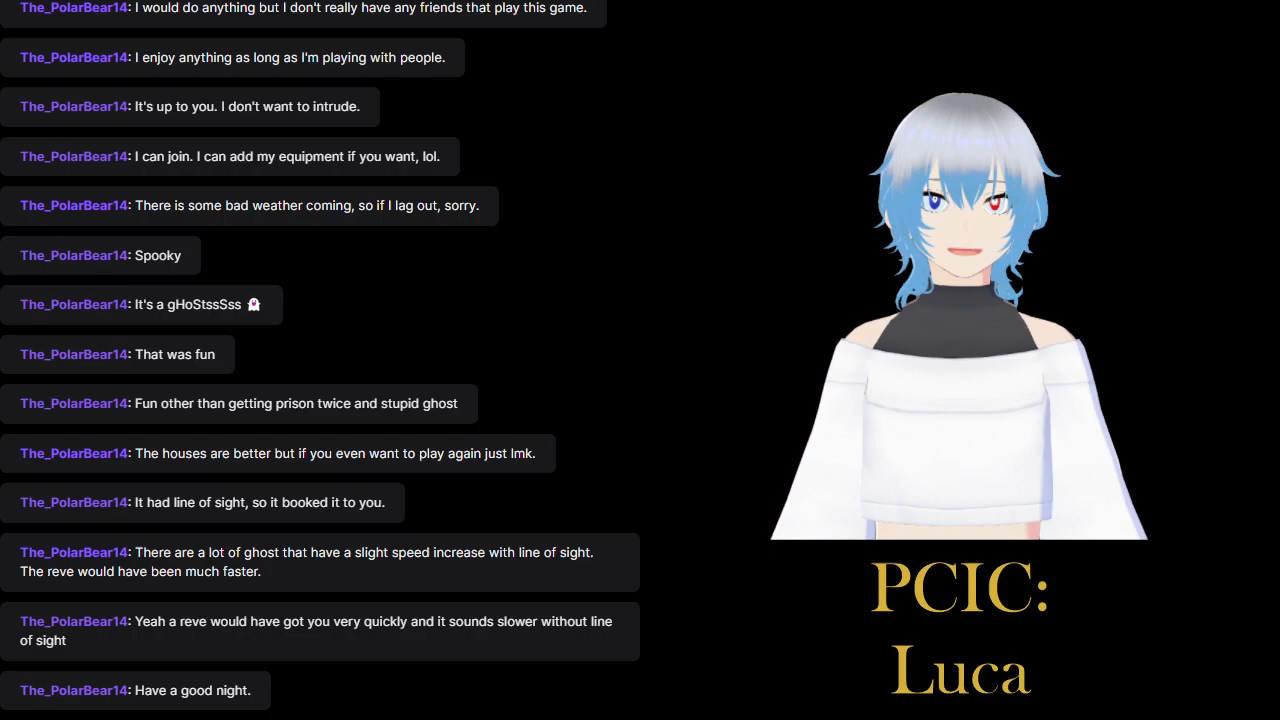 The_PolarBear14: I would do anything but I don't really have any friends that play this game.
The_PolarBear14: I enjoy anything as long as I'm playing with people.
The_PolarBear14: It's up to you. I don't want to intrude.
The_PolarBear14: I can join. I can add my equipment if you want, lol.
The_PolarBear14: There is some bad weather coming, so if I lag out, sorry.
The_PolarBear14: Spooky
The_PolarBear14: It's a gHoStssSss 👻
The_PolarBear14: That was fun
The_PolarBear14: Fun other than getting prison twice and stupid ghost
The_PolarBear14: The houses are better but if you even want to play again just lmk.
The_PolarBear14: It had line of sight, so it booked it to you.
The_PolarBear14: There are a lot of ghost that have a slight speed increase with line of sight.
The reve would have been much faster.
The_PolarBear14: Yeah a reve would have got you very quickly and it sounds slower without line
of sight
The_PolarBear14: Have a good night.
PCIC:
Luca